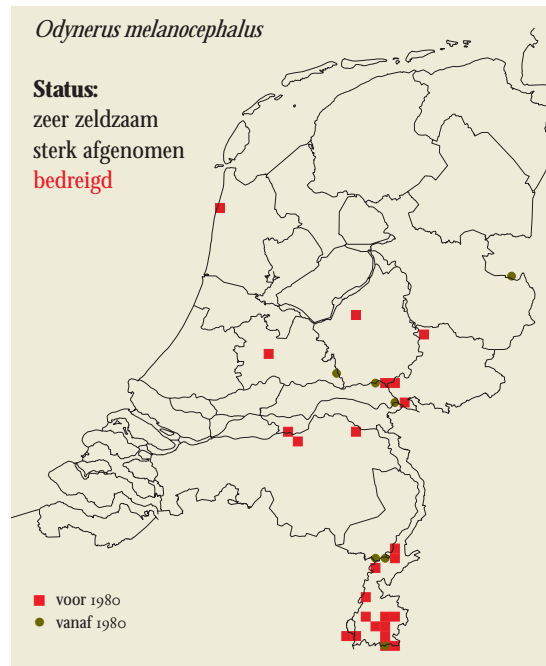 Odynerus melanocephalus
Status:
zeer zeldzaam
sterk afgenomen
bedreigd
voor 1980
vanaf 1980